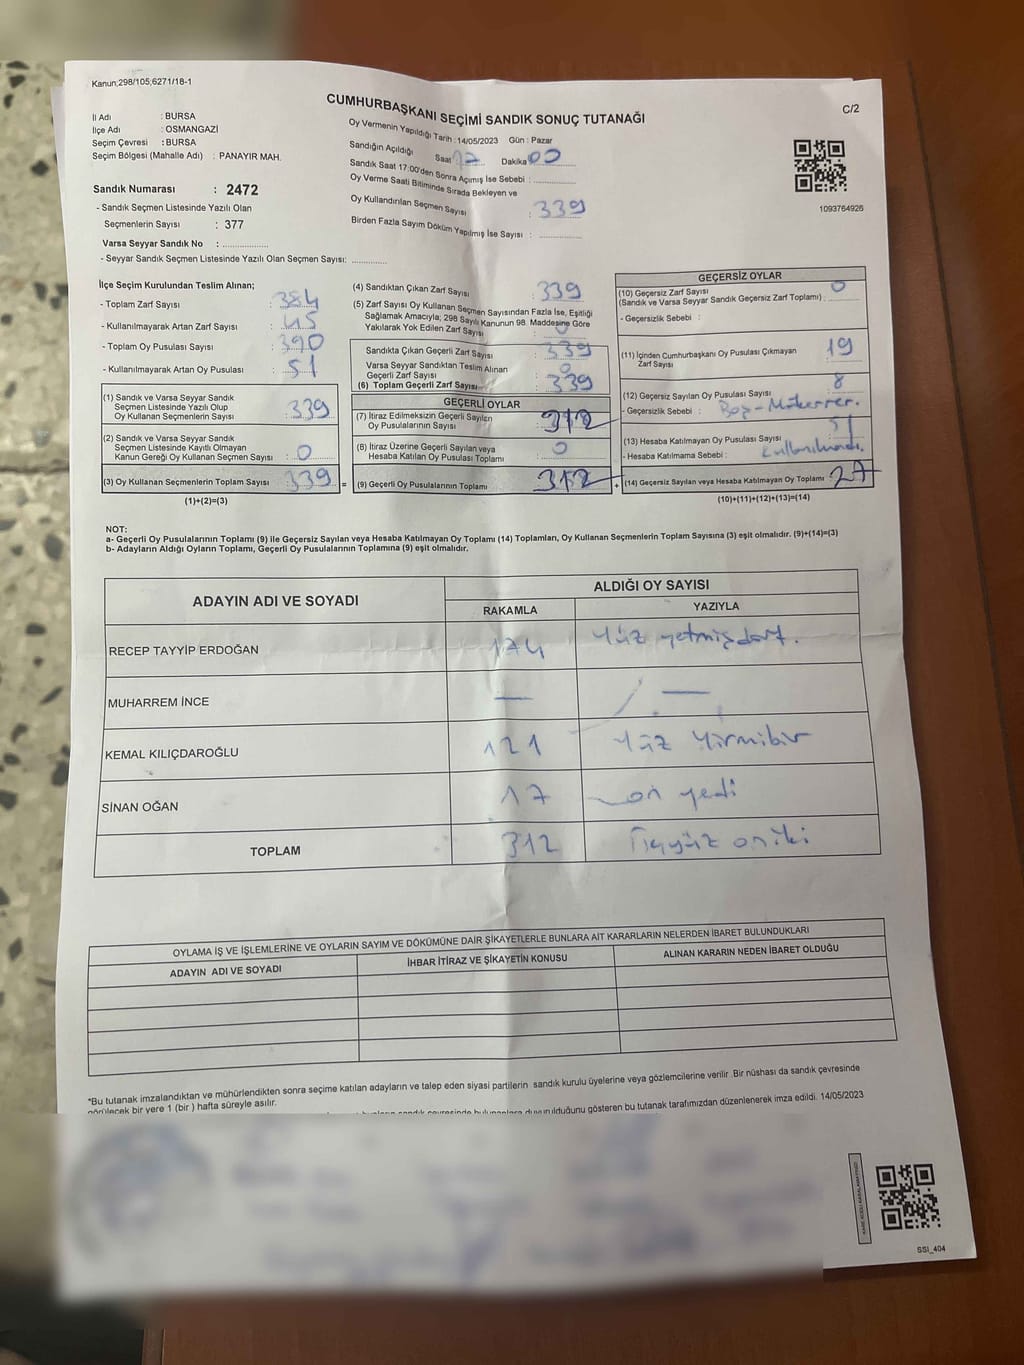 Kanun;298/105;6271/18-1
CUMHURBAŞKANI SEÇİMİ SANDIK SONUÇ TUTANAĞI
C/2
İl Adı : BURSA
İlçe Adı : OSMANGAZİ
Seçim Çevresi : BURSA
Seçim Bölgesi (Mahalle Adı) : PANAYIR MAH.
Sandık Numarası : 2472
- Sandık Seçmen Listesinde Yazılı Olan
Seçmenlerin Sayısı : 377
Varsa Seyyar Sandık No : ....................
- Seyyar Sandık Seçmen Listesinde Yazılı Olan Seçmen Sayısı: ...............
Oy Vermenin Yapıldığı Tarih : 14/05/2023 Gün : Pazar
Sandığın Açıldığı Saat 17 Dakika 00
Sandık Saat 17:00'den Sonra Açımış İse Sebebi : ...............
Oy Verme Saati Bitiminde Sırada Bekleyen ve
Oy Kullandırılan Seçmen Sayısı : 339
Birden Fazla Sayım Döküm Yapılmış İse Sayısı : ...............
1093764926
İlçe Seçim Kurulundan Teslim Alınan;
- Toplam Zarf Sayısı : 384
- Kullanılmayarak Artan Zarf Sayısı : 45
- Toplam Oy Pusulası Sayısı : 390
- Kullanılmayarak Artan Oy Pusulası : 51
(1) Sandık ve Varsa Seyyar Sandık
Seçmen Listesinde Yazılı Olup
Oy Kullanan Seçmenlerin Sayısı : 339
(2) Sandık ve Varsa Seyyar Sandık
Seçmen Listesinde Kayıtlı Olmayan
Kanun Gereği Oy Kullanan Seçmen Sayısı : 0
(3) Oy Kullanan Seçmenlerin Toplam Sayısı : 339 =
(1)+(2)=(3)
(4) Sandıktan Çıkan Zarf Sayısı : 339
(5) Zarf Sayısı Oy Kullanan Seçmen Sayısından Fazla İse, Eşitliği
Sağlamak Amacıyla; 298 Sayılı Kanunun 98. Maddesine Göre
Yakılarak Yok Edilen Zarf Sayısı : 0
Sandıkta Çıkan Geçerli Zarf Sayısı : 339
Varsa Seyyar Sandıktan Teslim Alınan
Geçerli Zarf Sayısı : 0
(6) Toplam Geçerli Zarf Sayısı : 339
GEÇERLİ OYLAR
(7) İtiraz Edilmeksizin Geçerli Sayılan
Oy Pusulalarının Sayısı : 312
(8) İtiraz Üzerine Geçerli Sayılan veya
Hesaba Katılan Oy Pusulası Toplamı : 0
(9) Geçerli Oy Pusulalarının Toplamı : 312 +
GEÇERSİZ OYLAR
(10) Geçersiz Zarf Sayısı
(Sandık ve Varsa Seyyar Sandık Geçersiz Zarf Toplamı) : 0
- Geçersizlik Sebebi :
(11) İçinden Cumhurbaşkanı Oy Pusulası Çıkmayan
Zarf Sayısı : 19
(12) Geçersiz Sayılan Oy Pusulası Sayısı : 8
- Geçersizlik Sebebi : Boş-Mükerrer.
(13) Hesaba Katılmayan Oy Pusulası Sayısı : 51
- Hesaba Katılmama Sebebi : Kullanılmadı.
(14) Geçersiz Sayılan veya Hesaba Katılmayan Oy Toplamı : 27
(10)+(11)+(12)+(13)=(14)
NOT:
a- Geçerli Oy Pusulalarının Toplamı (9) ile Geçersiz Sayılan veya Hesaba Katılmayan Oy Toplamı (14) Toplamları, Oy Kullanan Seçmenlerin Toplam Sayısına (3) eşit olmalıdır. (9)+(14)=(3)
b- Adayların Aldığı Oyların Toplamı, Geçerli Oy Pusulalarının Toplamına (9) eşit olmalıdır.
ADAYIN ADI VE SOYADI
ALDIĞI OY SAYISI
RAKAMLA YAZIYLA
RECEP TAYYİP ERDOĞAN 174 Yüz yetmişdört.
MUHARREM İNCE — —
KEMAL KILIÇDAROĞLU 121 Yüz Yirmibir
SİNAN OĞAN 17 on yedi
TOPLAM 312 Üçyüz oniki
OYLAMA İŞ VE İŞLEMLERİNE VE OYLARIN SAYIM VE DÖKÜMÜNE DAİR ŞİKAYETLERLE BUNLARA AİT KARARLARIN NELERDEN İBARET BULUNDUKLARI
ADAYIN ADI VE SOYADI
İHBAR İTİRAZ VE ŞİKAYETİN KONUSU
ALINAN KARARIN NEDEN İBARET OLDUĞU
*Bu tutanak imzalandıktan ve mühürlendikten sonra seçime katılan adayların ve talep eden siyasi partilerin sandık kurulu üyelerine veya gözlemcilerine verilir .Bir nüshası da sandık çevresinde
görülecek bir yere 1 (bir ) hafta süreyle asılır.
bulunanlara duyurulduğunu gösteren bu tutanak tarafımızdan düzenlenerek imza edildi. 14/05/2023
SSI_404